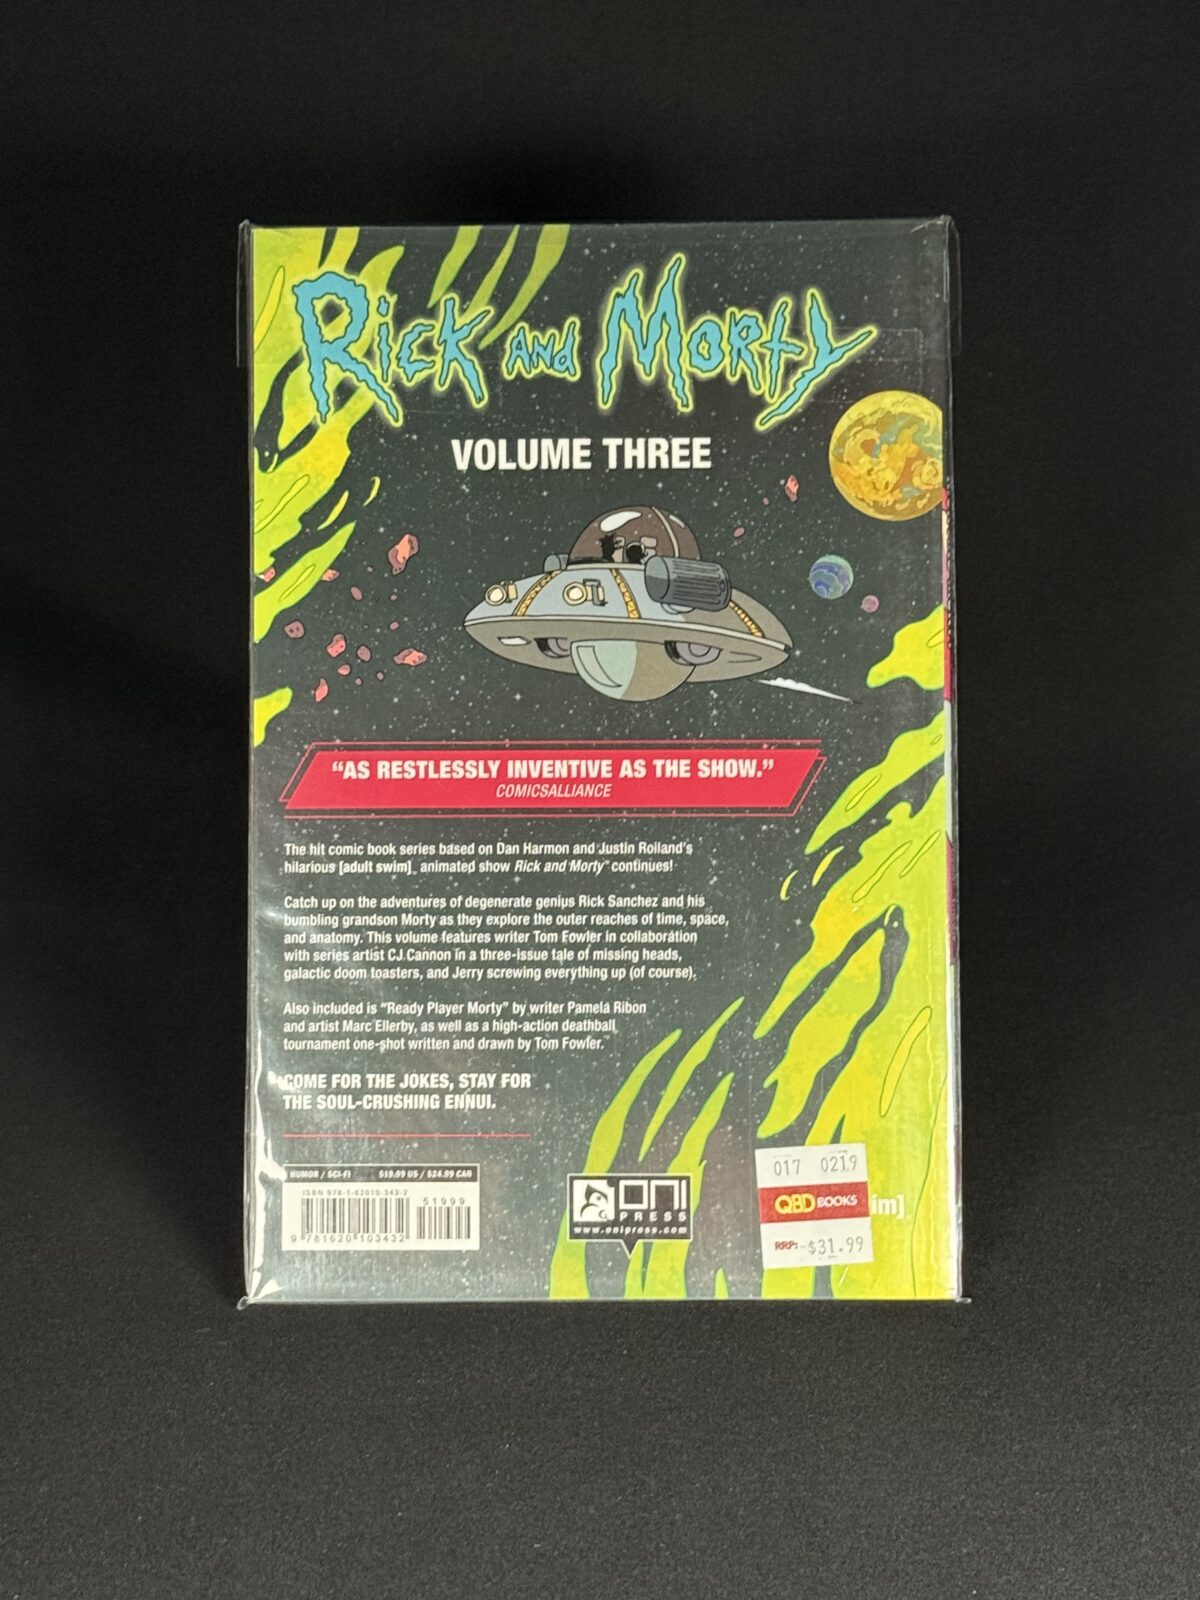 Rick and Morty
VOLUME THREE
“AS RESTLESSLY INVENTIVE AS THE SHOW.”
COMICSALLIANCE
The hit comic book series based on Dan Harmon and Justin Roiland’s
hilarious [adult swim]™ animated show Rick and Morty™ continues!
Catch up on the adventures of degenerate genius Rick Sanchez and his
bumbling grandson Morty as they explore the outer reaches of time, space,
and anatomy. This volume features writer Tom Fowler in collaboration
with series artist CJ Cannon in a three-issue tale of missing heads,
galactic doom toasters, and Jerry screwing everything up (of course).
Also included is “Ready Player Morty” by writer Pamela Ribon
and artist Marc Ellerby, as well as a high-action deathball
tournament one-shot written and drawn by Tom Fowler.
COME FOR THE JOKES, STAY FOR
THE SOUL-CRUSHING ENNUI.
HUMOR / SCI-FI $19.99 US / $24.99 CAN
ISBN 978-1-62010-343-2
51999
9 781620 103432
ONI
PRESS
www.onipress.com
017 0219
QBD BOOKS
RRP: $31.99
im]